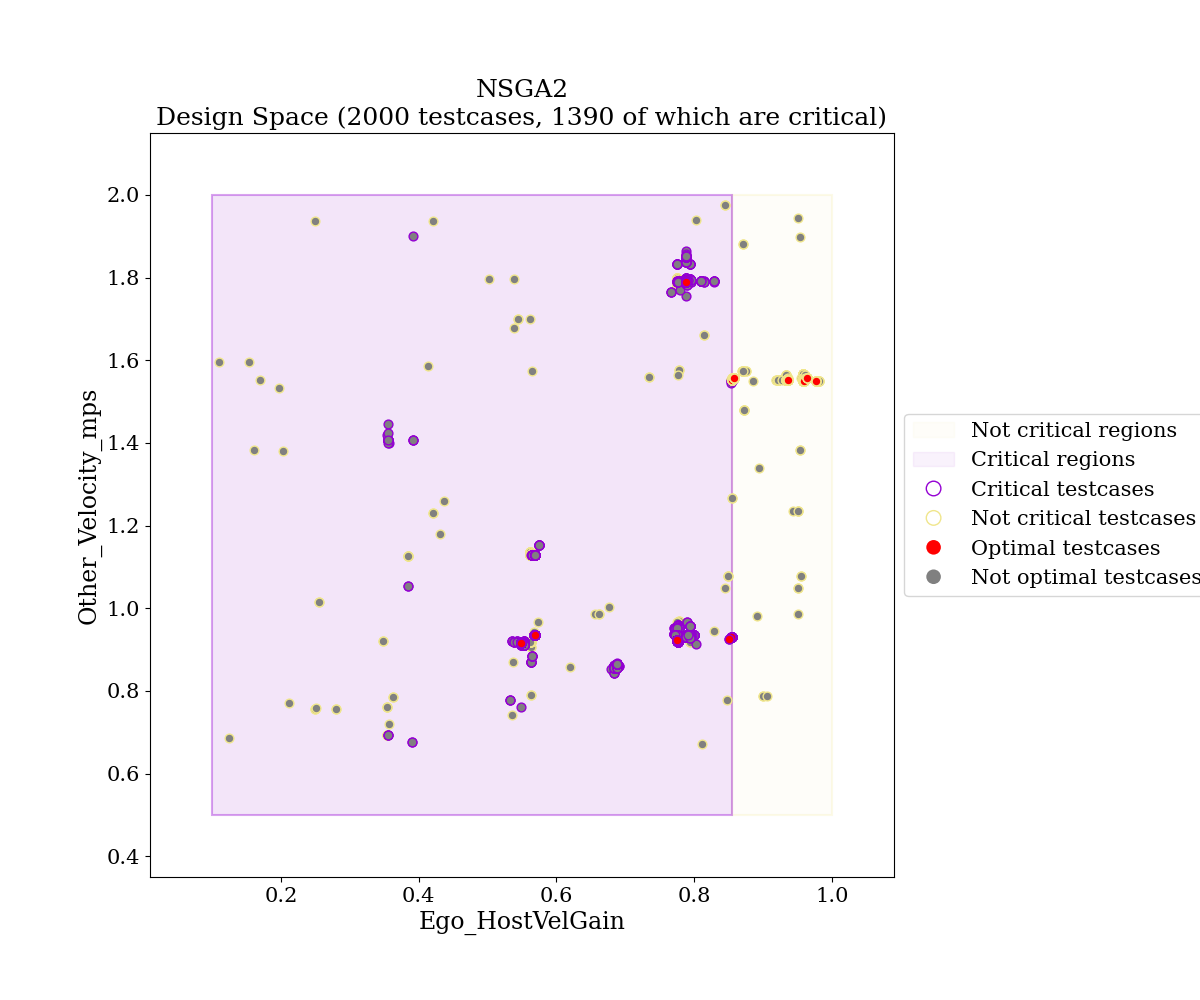 NSGA2
Design Space (2000 testcases, 1390 of which are critical)
2.0
1.8
1.6
1.4
1.2
1.0
0.8
0.6
0.4
Other_Velocity_mps
0.2
0.4
0.6
0.8
1.0
Ego_HostVelGain
Not critical regions
Critical regions
Critical testcases
Not critical testcases
Optimal testcases
Not optimal testcases